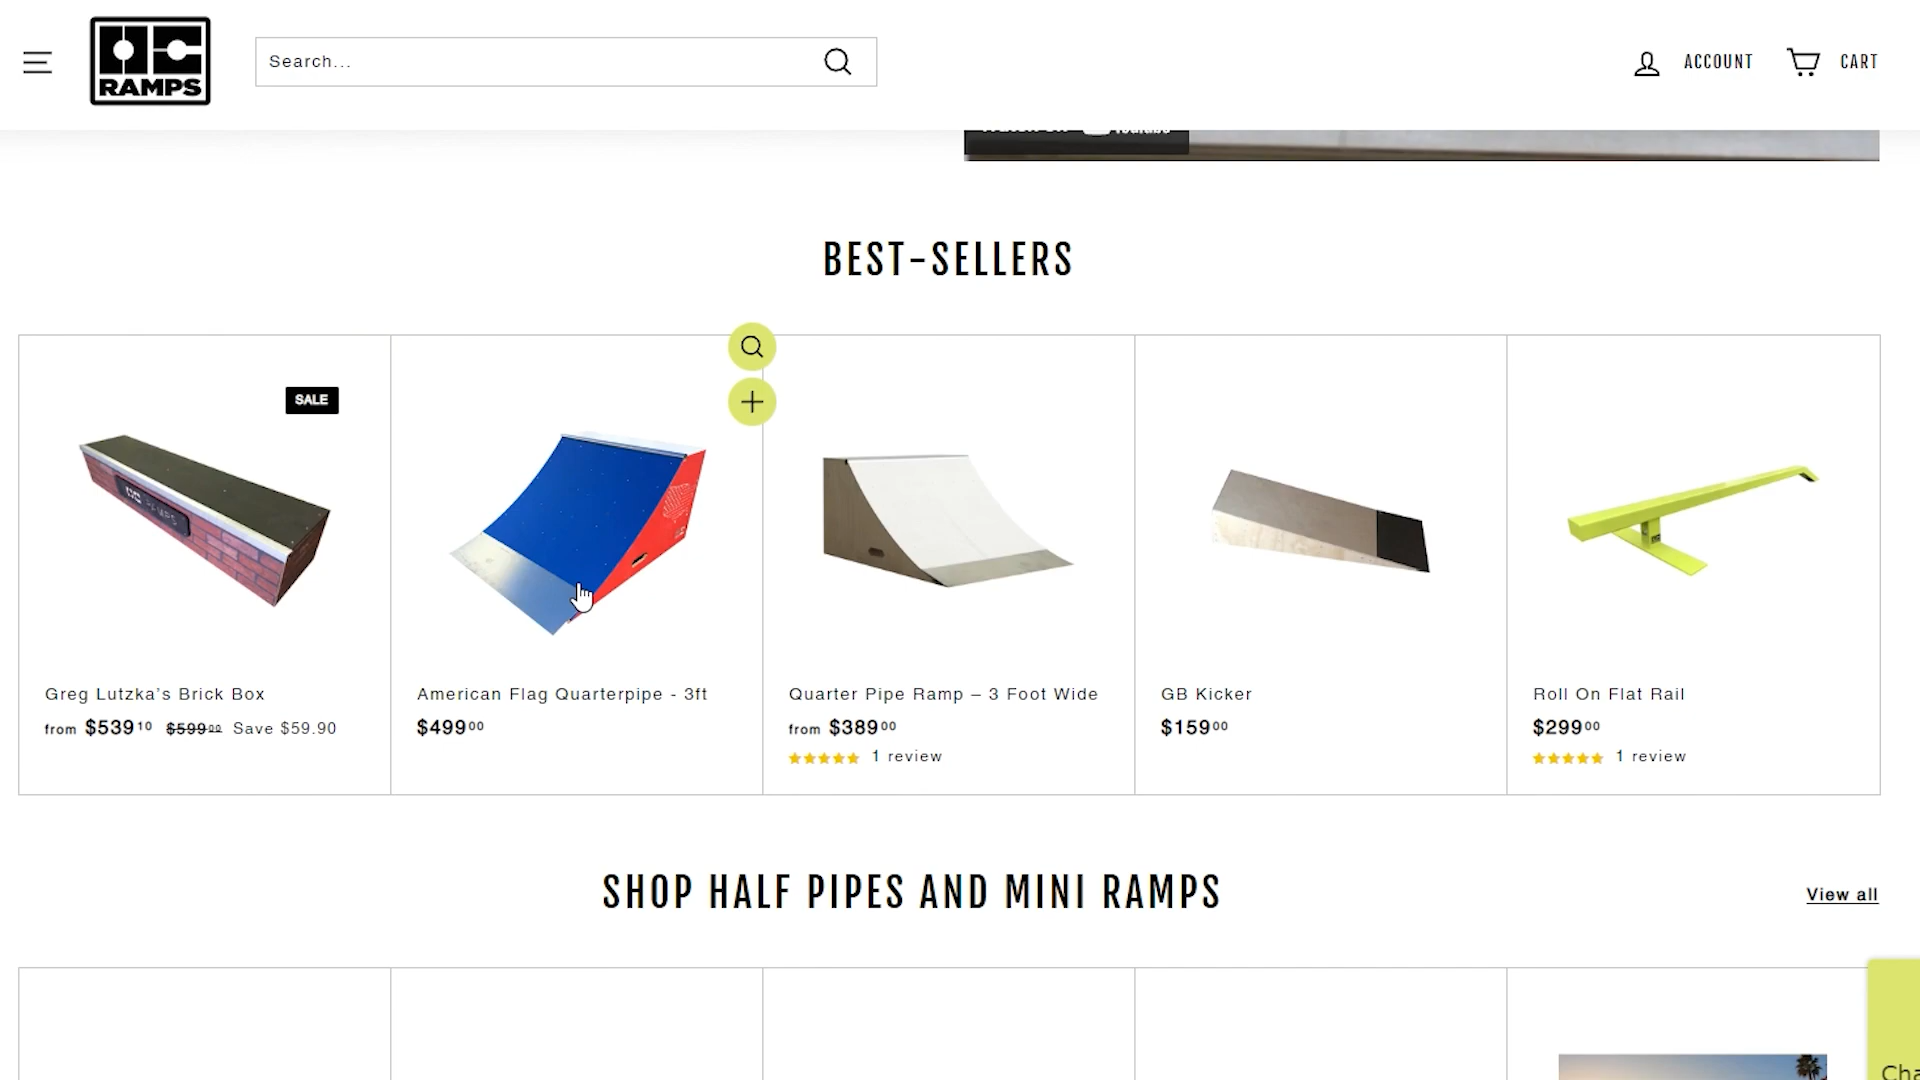 RAMPS
Search...
ACCOUNT
CART
BEST-SELLERS
SALE
Greg Lutzka’s Brick Box
from $539.10 $599.00 Save $59.90
American Flag Quarterpipe - 3ft
$499.00
Quarter Pipe Ramp – 3 Foot Wide
from $389.00
1 review
GB Kicker
$159.00
Roll On Flat Rail
$299.00
1 review
SHOP HALF PIPES AND MINI RAMPS
View all